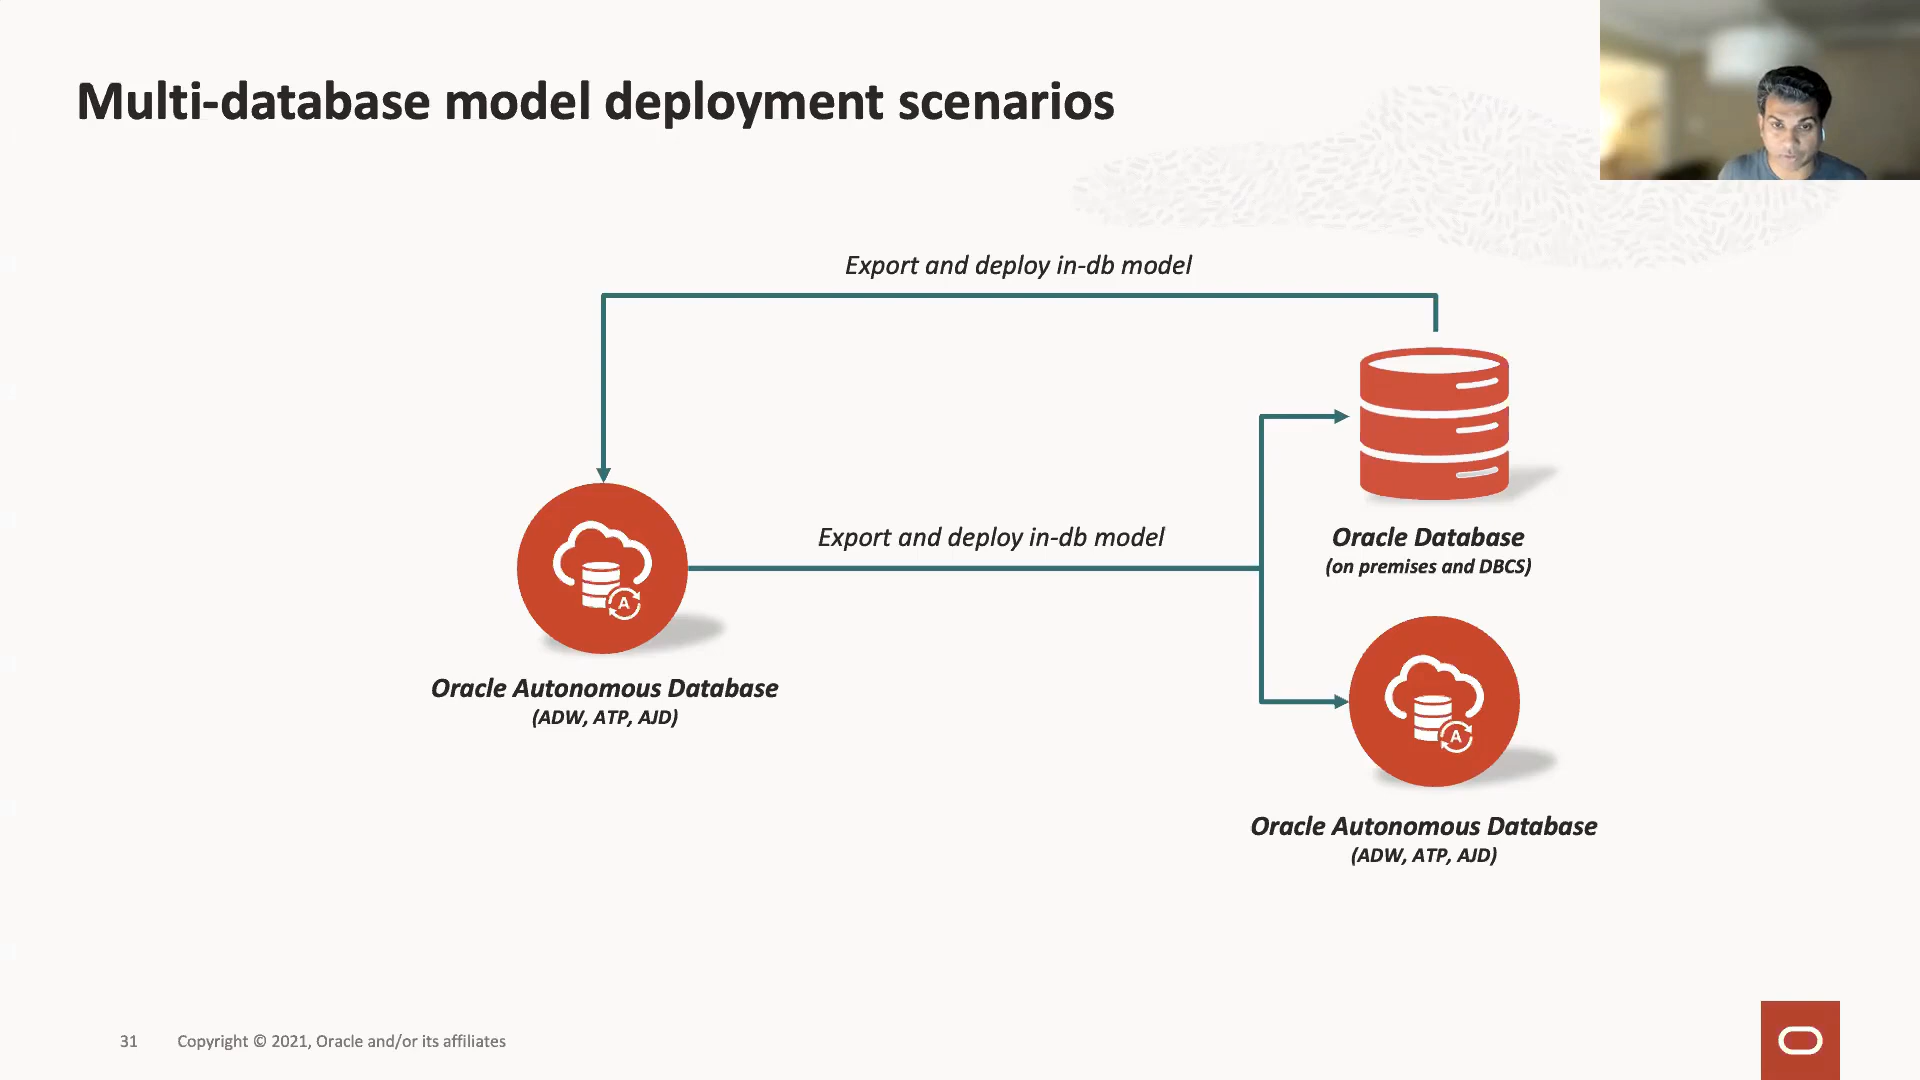 Multi-database model deployment scenarios
Export and deploy in-db model
Export and deploy in-db model
Oracle Database
(on premises and DBCS)
A
Oracle Autonomous Database
(ADW, ATP, AJD)
A
Oracle Autonomous Database
(ADW, ATP, AJD)
31 Copyright © 2021, Oracle and/or its affiliates